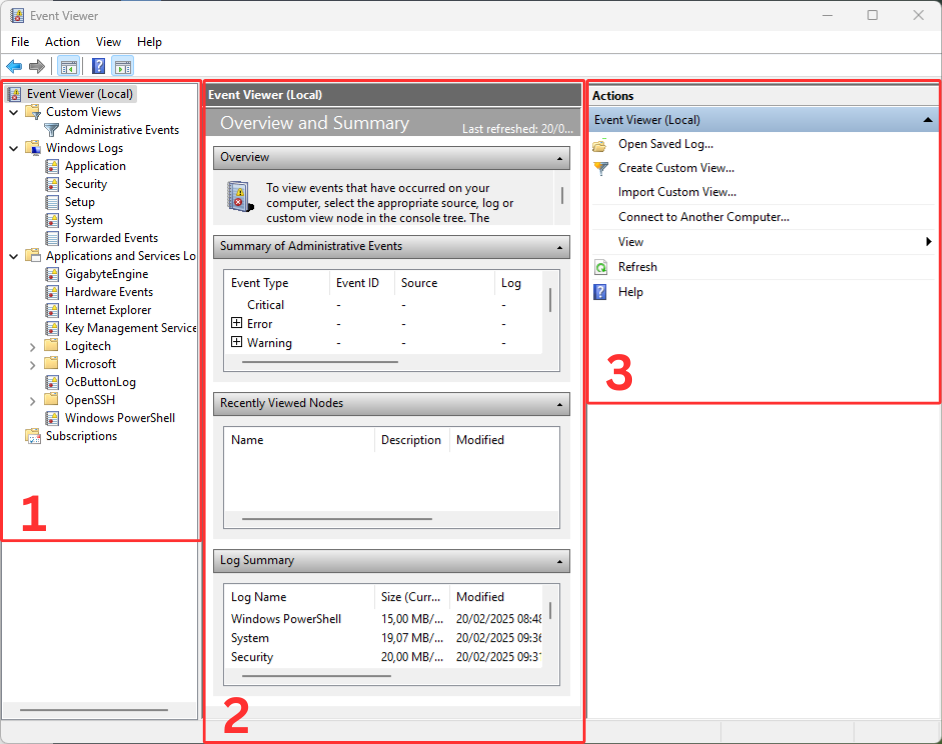 Event Viewer
File Action View Help
Event Viewer (Local)
Custom Views
Administrative Events
Windows Logs
Application
Security
Setup
System
Forwarded Events
Applications and Services Lo
GigabyteEngine
Hardware Events
Internet Explorer
Key Management Service
Logitech
Microsoft
OcButtonLog
OpenSSH
Windows PowerShell
Subscriptions
1
Event Viewer (Local)
Overview and Summary Last refreshed: 20/0...
Overview
To view events that have occurred on your
computer, select the appropriate source, log or
custom view node in the console tree. The
Summary of Administrative Events
Event Type Event ID Source Log
Critical - - -
Error - - -
Warning - - -
Recently Viewed Nodes
Name Description Modified
Log Summary
Log Name Size (Curr... Modified
Windows PowerShell 15,00 MB/... 20/02/2025 08:48
System 19,07 MB/... 20/02/2025 09:36
Security 20,00 MB/... 20/02/2025 09:31
2
Actions
Event Viewer (Local)
Open Saved Log...
Create Custom View...
Import Custom View...
Connect to Another Computer...
View
Refresh
Help
3